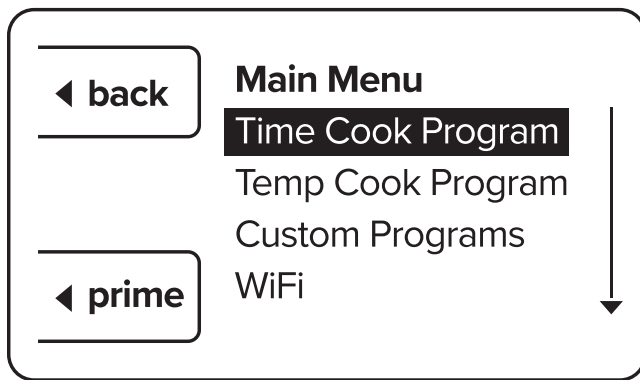 back
Main Menu
Time Cook Program
Temp Cook Program
Custom Programs
WiFi
prime